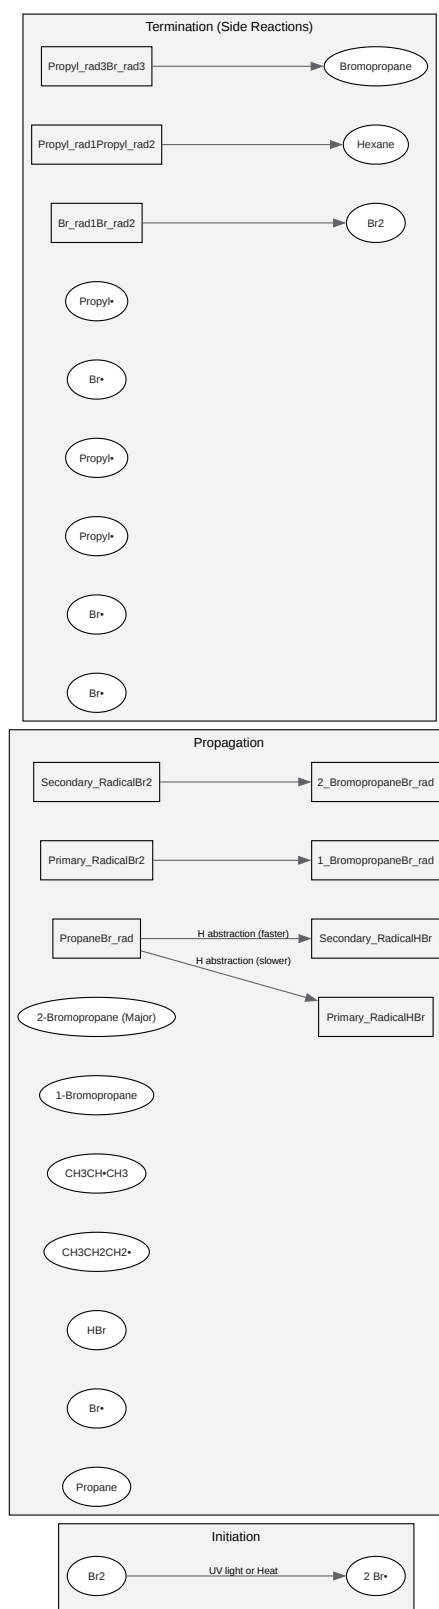 Termination (Side Reactions)
Propyl_rad3Br_rad3
Bromopropane
Propyl_rad1Propyl_rad2
Hexane
Br_rad1Br_rad2
Br2
Propyl•
Br•
Propyl•
Propyl•
Br•
Br•
Propagation
Secondary_RadicalBr2
2_BromopropaneBr_rad
Primary_RadicalBr2
1_BromopropaneBr_rad
PropaneBr_rad
H abstraction (faster)
Secondary_RadicalHBr
H abstraction (slower)
2-Bromopropane (Major)
Primary_RadicalHBr
1-Bromopropane
CH3CH•CH3
CH3CH2CH2•
HBr
Br•
Propane
Initiation
Br2
UV light or Heat
2 Br•